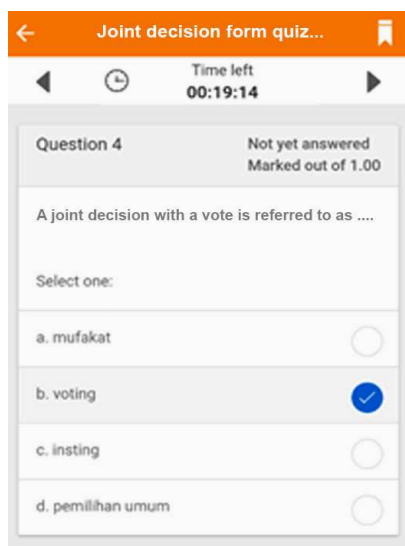 Joint decision form quiz...
Time left
00:19:14
Question 4
Not yet answered
Marked out of 1.00
A joint decision with a vote is referred to as ....
Select one:
a. mufakat
b. voting
c. insting
d. pemilihan umum